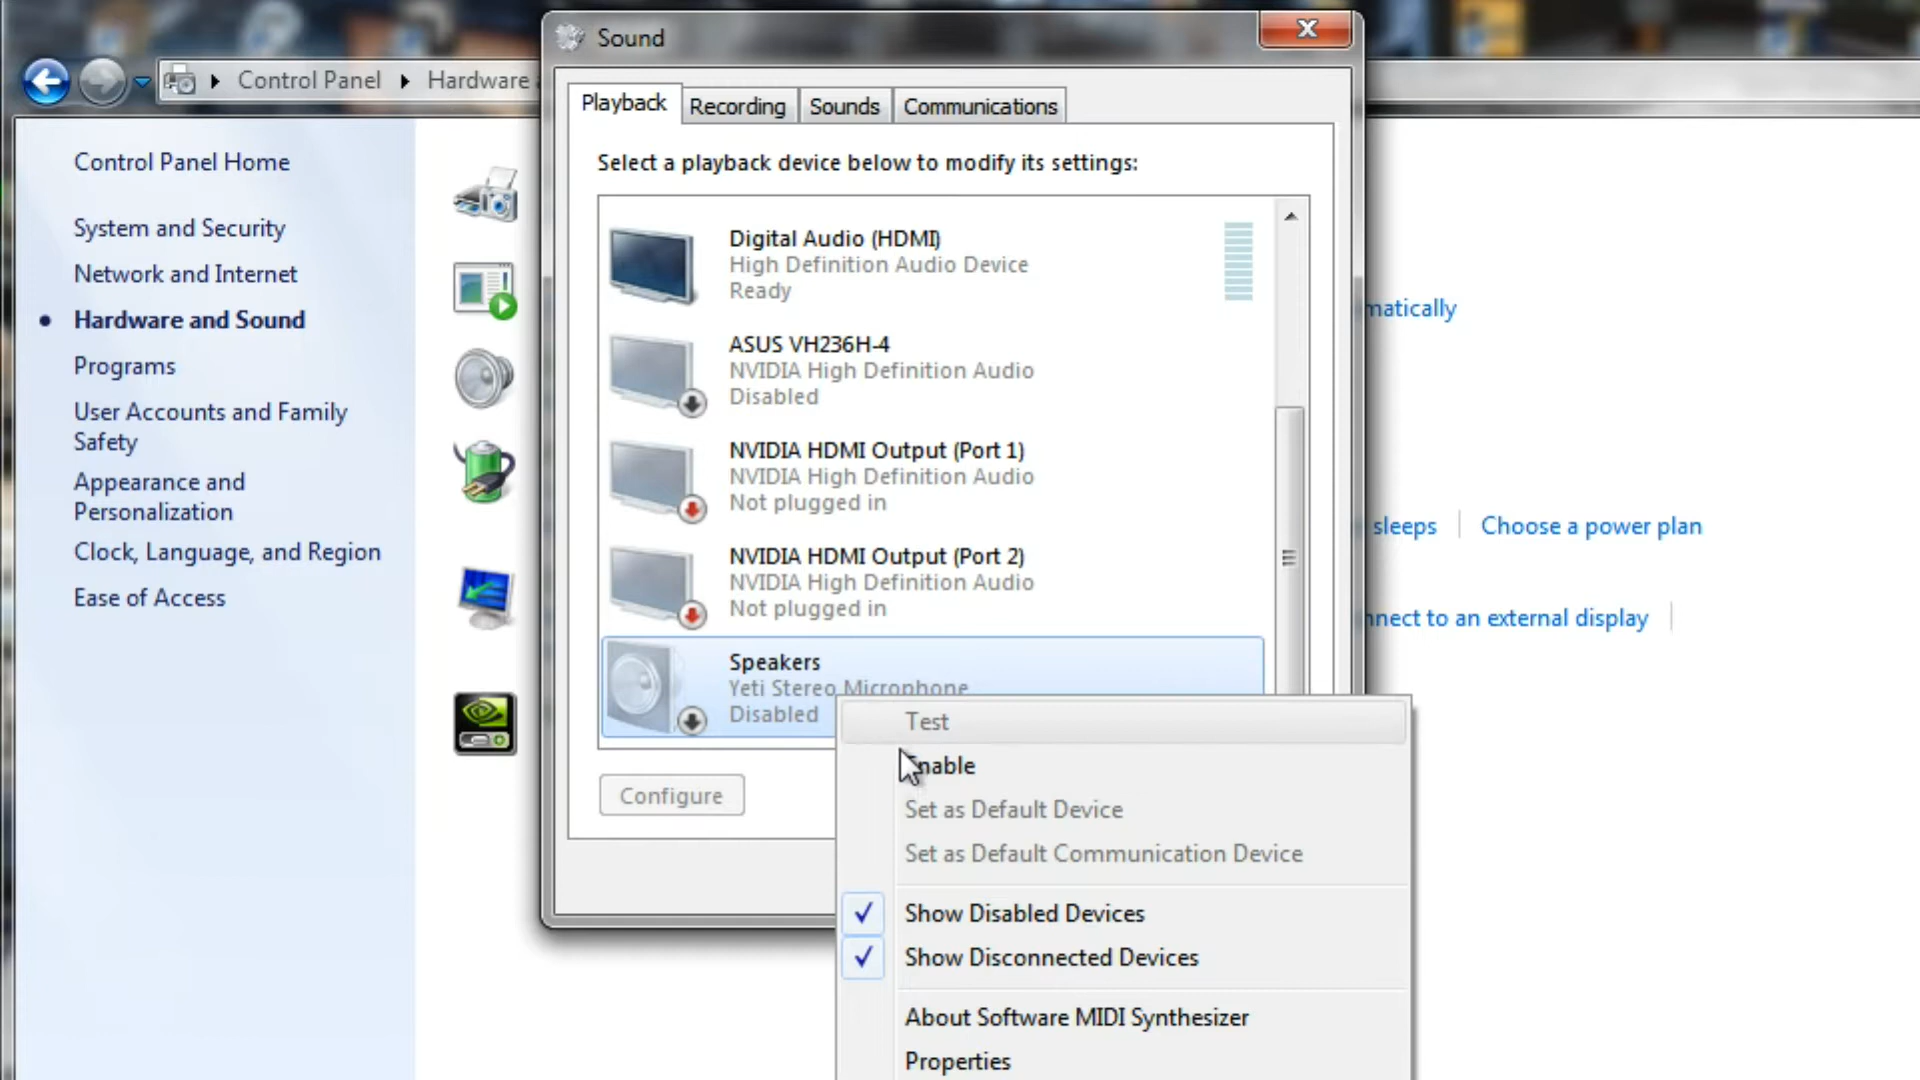 Sound
Control Panel
Hardware
Playback
Recording
Sounds
Communications
Select a playback device below to modify its settings:
Control Panel Home
System and Security
Network and Internet
Hardware and Sound
Programs
User Accounts and Family
Safety
Appearance and
Personalization
Clock, Language, and Region
Ease of Access
Digital Audio (HDMI)
High Definition Audio Device
Ready
ASUS VH236H-4
NVIDIA High Definition Audio
Disabled
NVIDIA HDMI Output (Port 1)
NVIDIA High Definition Audio
Not plugged in
NVIDIA HDMI Output (Port 2)
NVIDIA High Definition Audio
Not plugged in
Speakers
Yeti Stereo Microphone
Disabled
Configure
Test
Enable
Set as Default Device
Set as Default Communication Device
Show Disabled Devices
Show Disconnected Devices
About Software MIDI Synthesizer
Properties
matically
sleeps
Choose a power plan
nnect to an external display